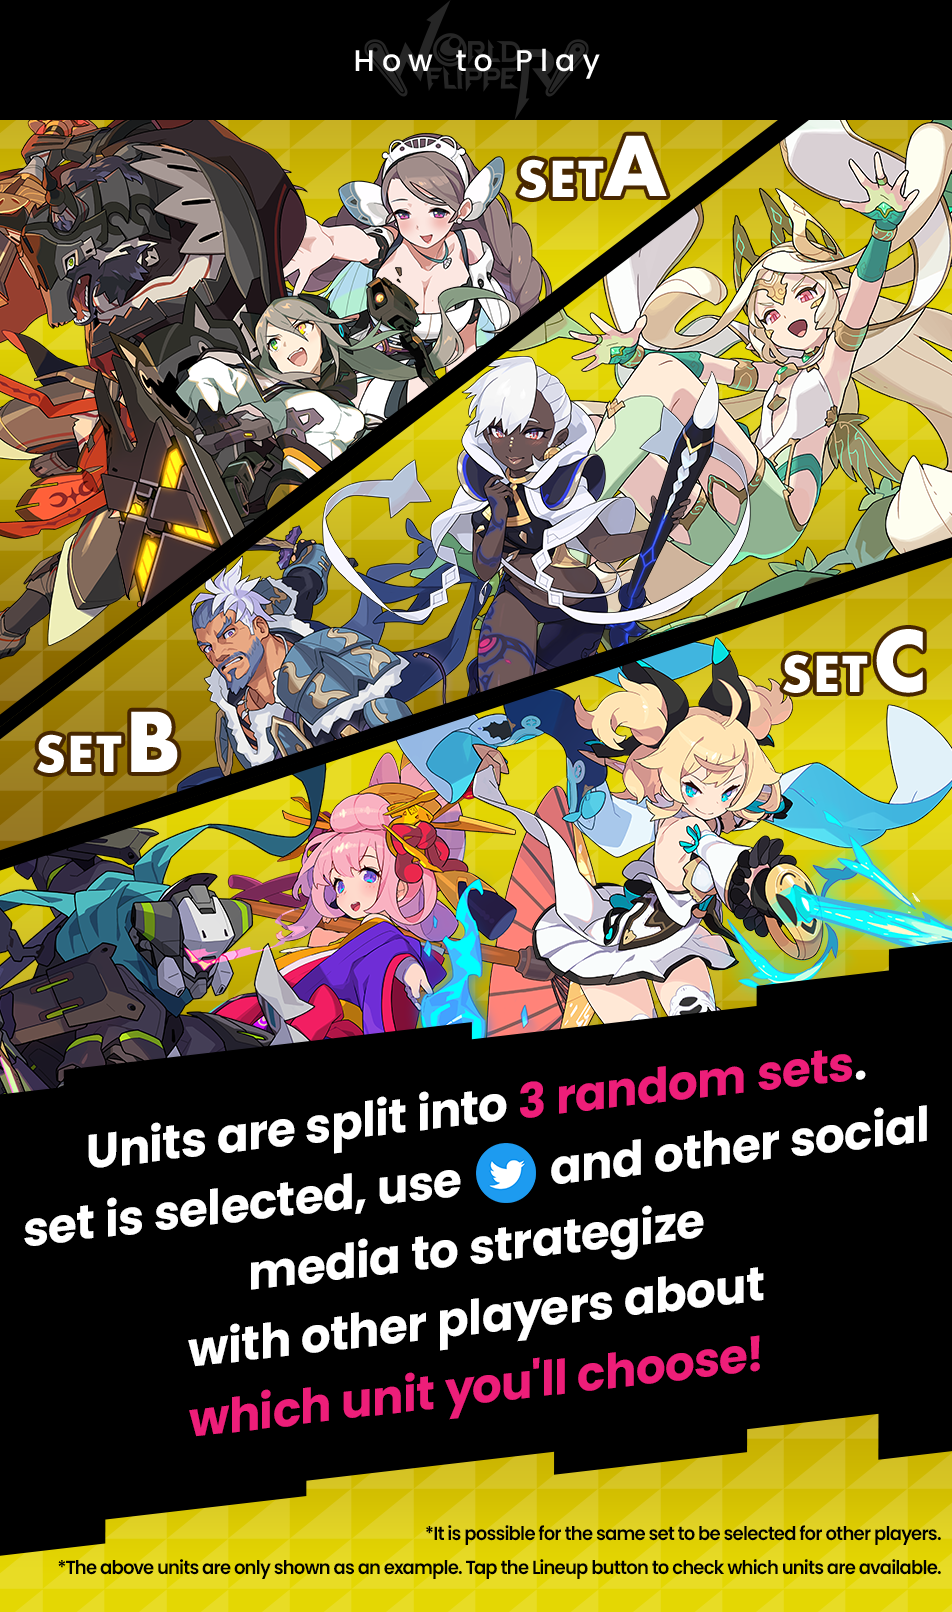 WORLD FLIPPER
How to Play
SET A
SET B
SET C
Units are split into 3 random sets.
set is selected, use and other social
media to strategize
with other players about
which unit you'll choose!
*It is possible for the same set to be selected for other players.
*The above units are only shown as an example. Tap the Lineup button to check which units are available.